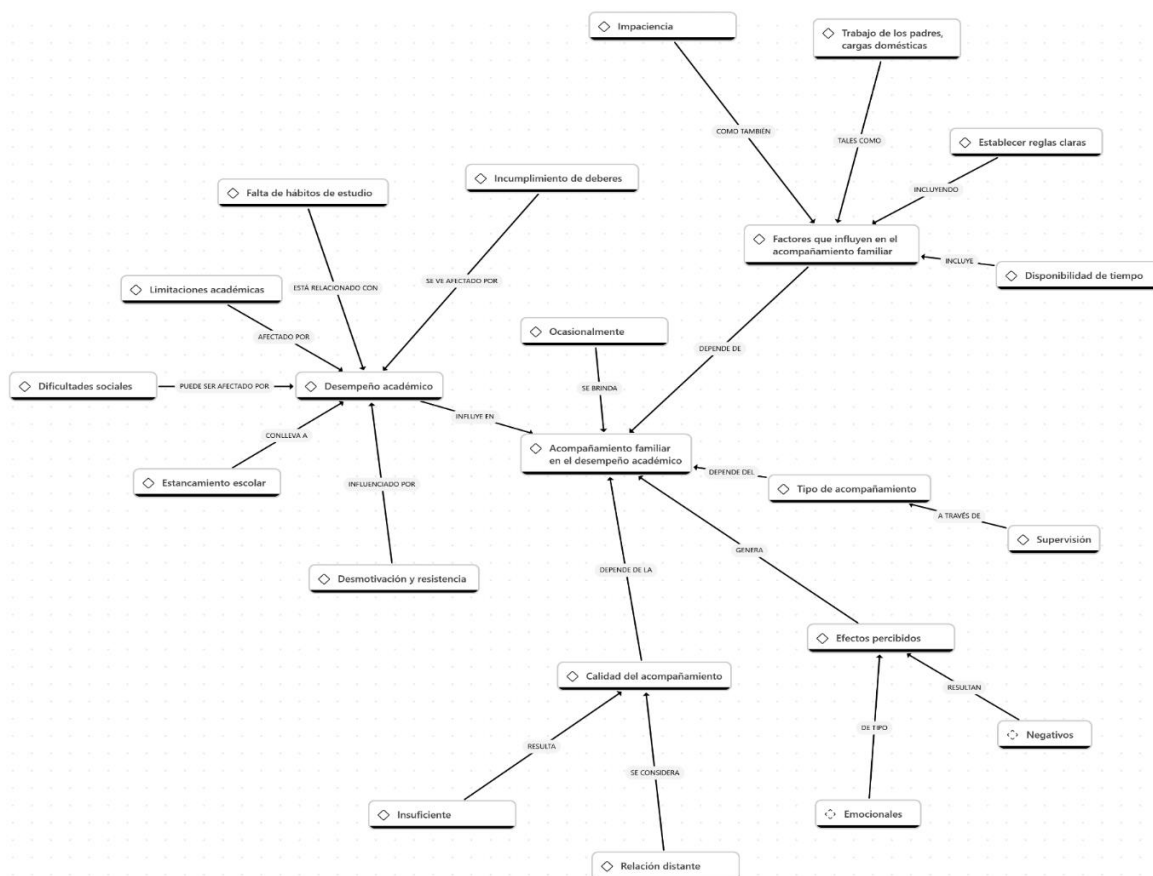 Impaciencia
Trabajo de los padres,
cargas domésticas
COMO TAMBIÉN
TALES COMO
Establecer reglas claras
Falta de hábitos de estudio
Incumplimiento de deberes
INCLUYENDO
Factores que influyen en el
acompañamiento familiar
INCLUYE
Disponibilidad de tiempo
Limitaciones académicas
ESTÁ RELACIONADO CON
SE VE AFECTADO POR
AFECTADO POR
Ocasionalmente
DEPENDE DE
Dificultades sociales
PUEDE SER AFECTADO POR
Desempeño académico
SE BRINDA
INFLUYE EN
CONLLEVA A
Acompañamiento familiar
en el desempeño académico
DEPENDE DEL
Estancamiento escolar
INFLUENCIADO POR
Tipo de acompañamiento
A TRAVÉS DE
Supervisión
GENERA
DEPENDE DE LA
Desmotivación y resistencia
Efectos percibidos
Calidad del acompañamiento
RESULTAN
DE TIPO
Negativos
RESULTA
SE CONSIDERA
Insuficiente
Emocionales
Relación distante